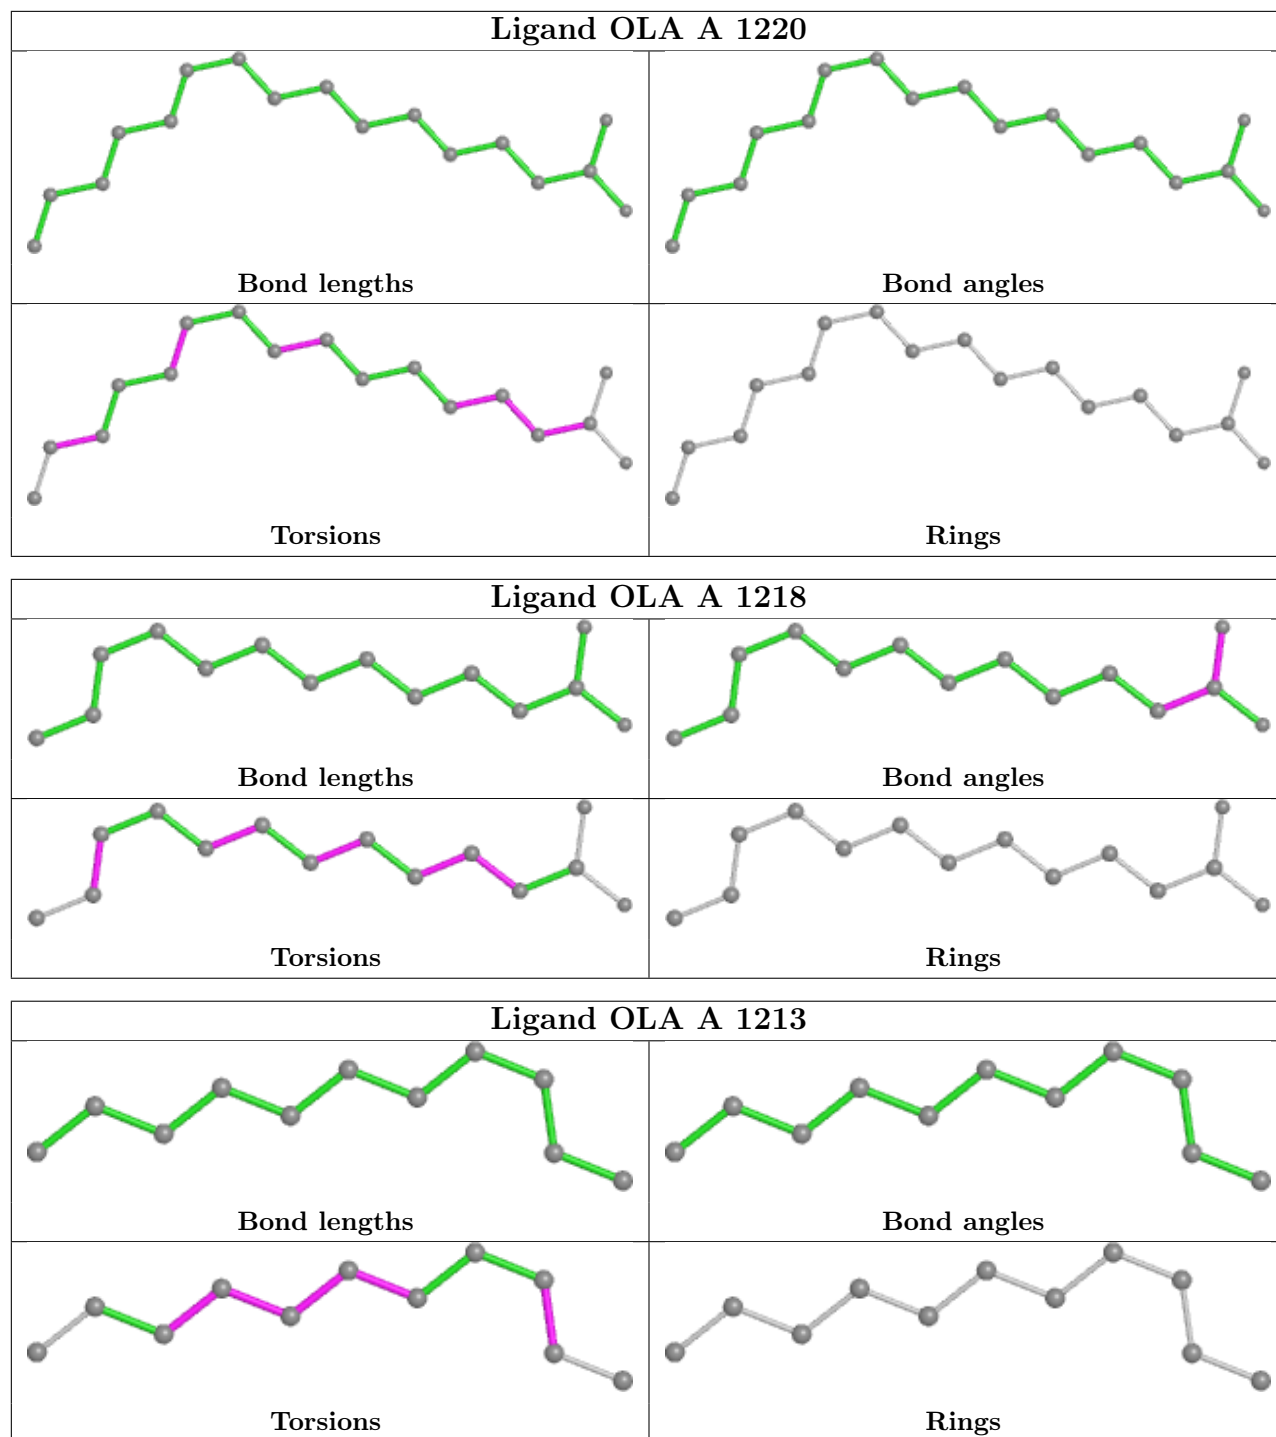 Ligand OLA A 1220
Bond lengths
Bond angles
Torsions
Rings
Ligand OLA A 1218
Bond lengths
Bond angles
Torsions
Rings
Ligand OLA A 1213
Bond lengths
Bond angles
Torsions
Rings